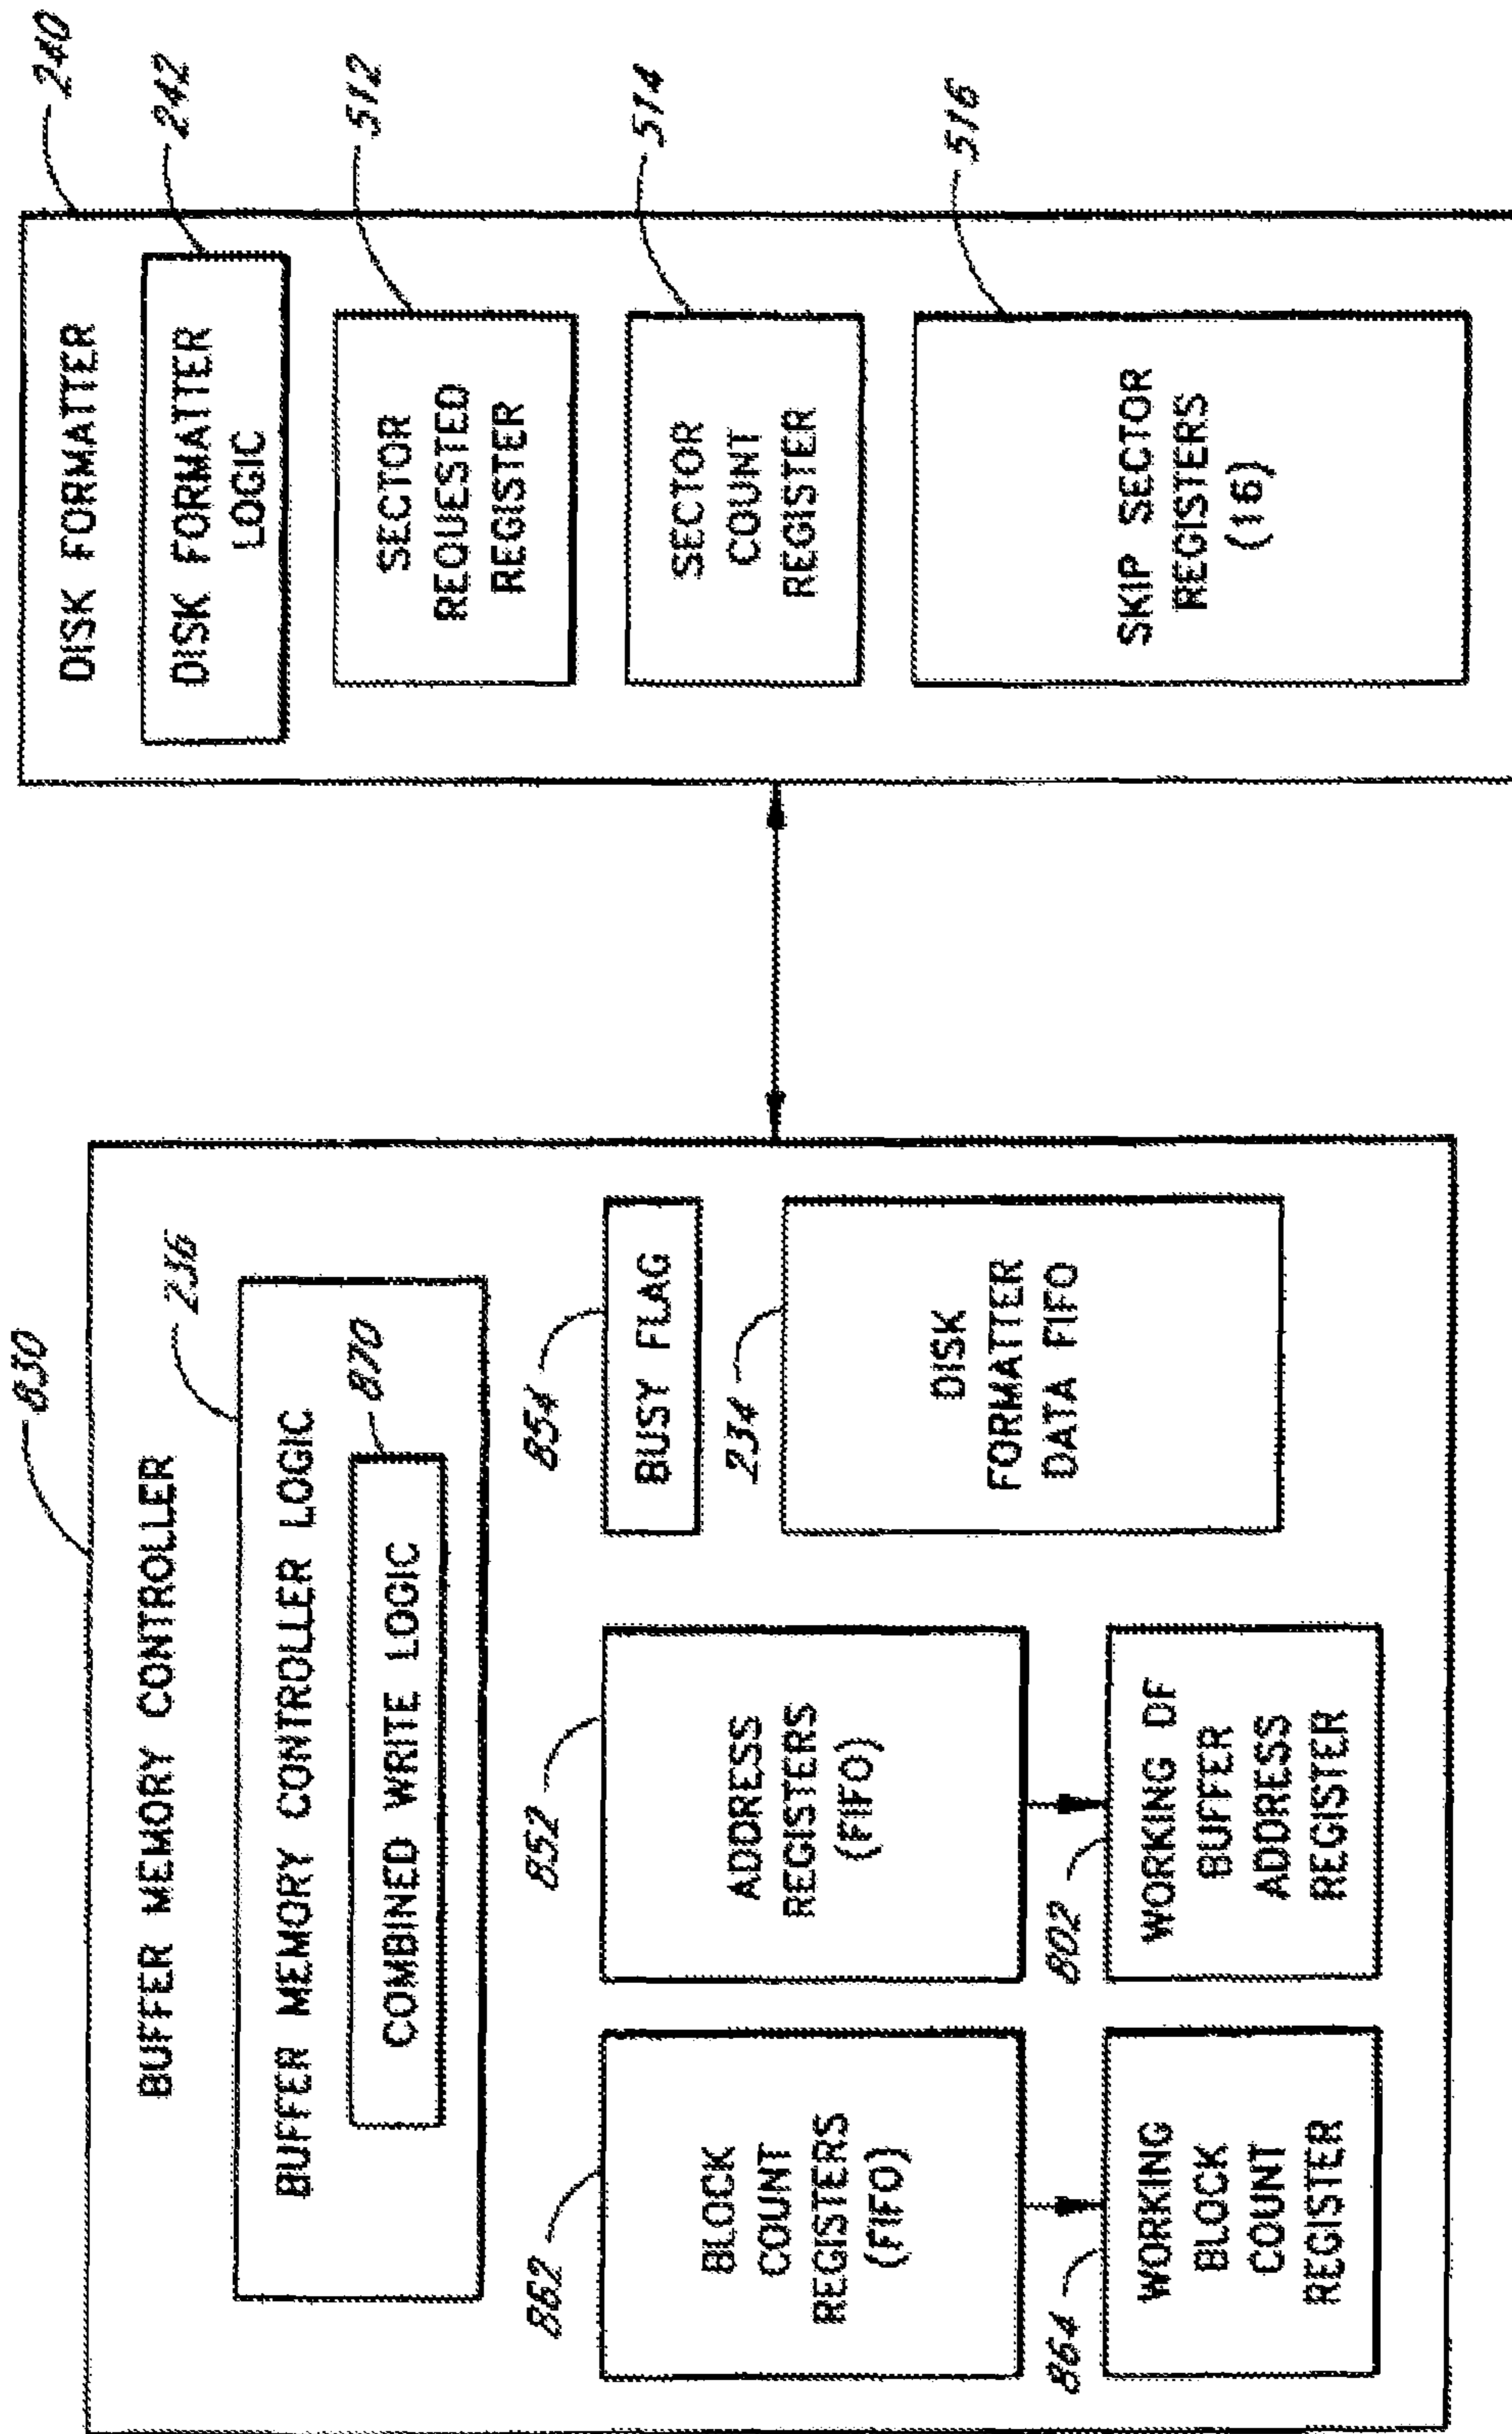 830
BUFFER MEMORY CONTROLLER
236
BUFFER MEMORY CONTROLLER LOGIC
870
COMBINED WRITE LOGIC
862
BLOCK
COUNT
REGISTERS
(FIFO)
852
ADDRESS
REGISTERS
(FIFO)
854
BUSY FLAG
234
DISK
FORMATTER
DATA FIFO
864
WORKING
BLOCK
COUNT
REGISTER
802
WORKING DF
BUFFER
ADDRESS
REGISTER
240
DISK FORMATTER
242
DISK FORMATTER
LOGIC
512
SECTOR
REQUESTED
REGISTER
514
SECTOR
COUNT
REGISTER
516
SKIP SECTOR
REGISTERS
(16)